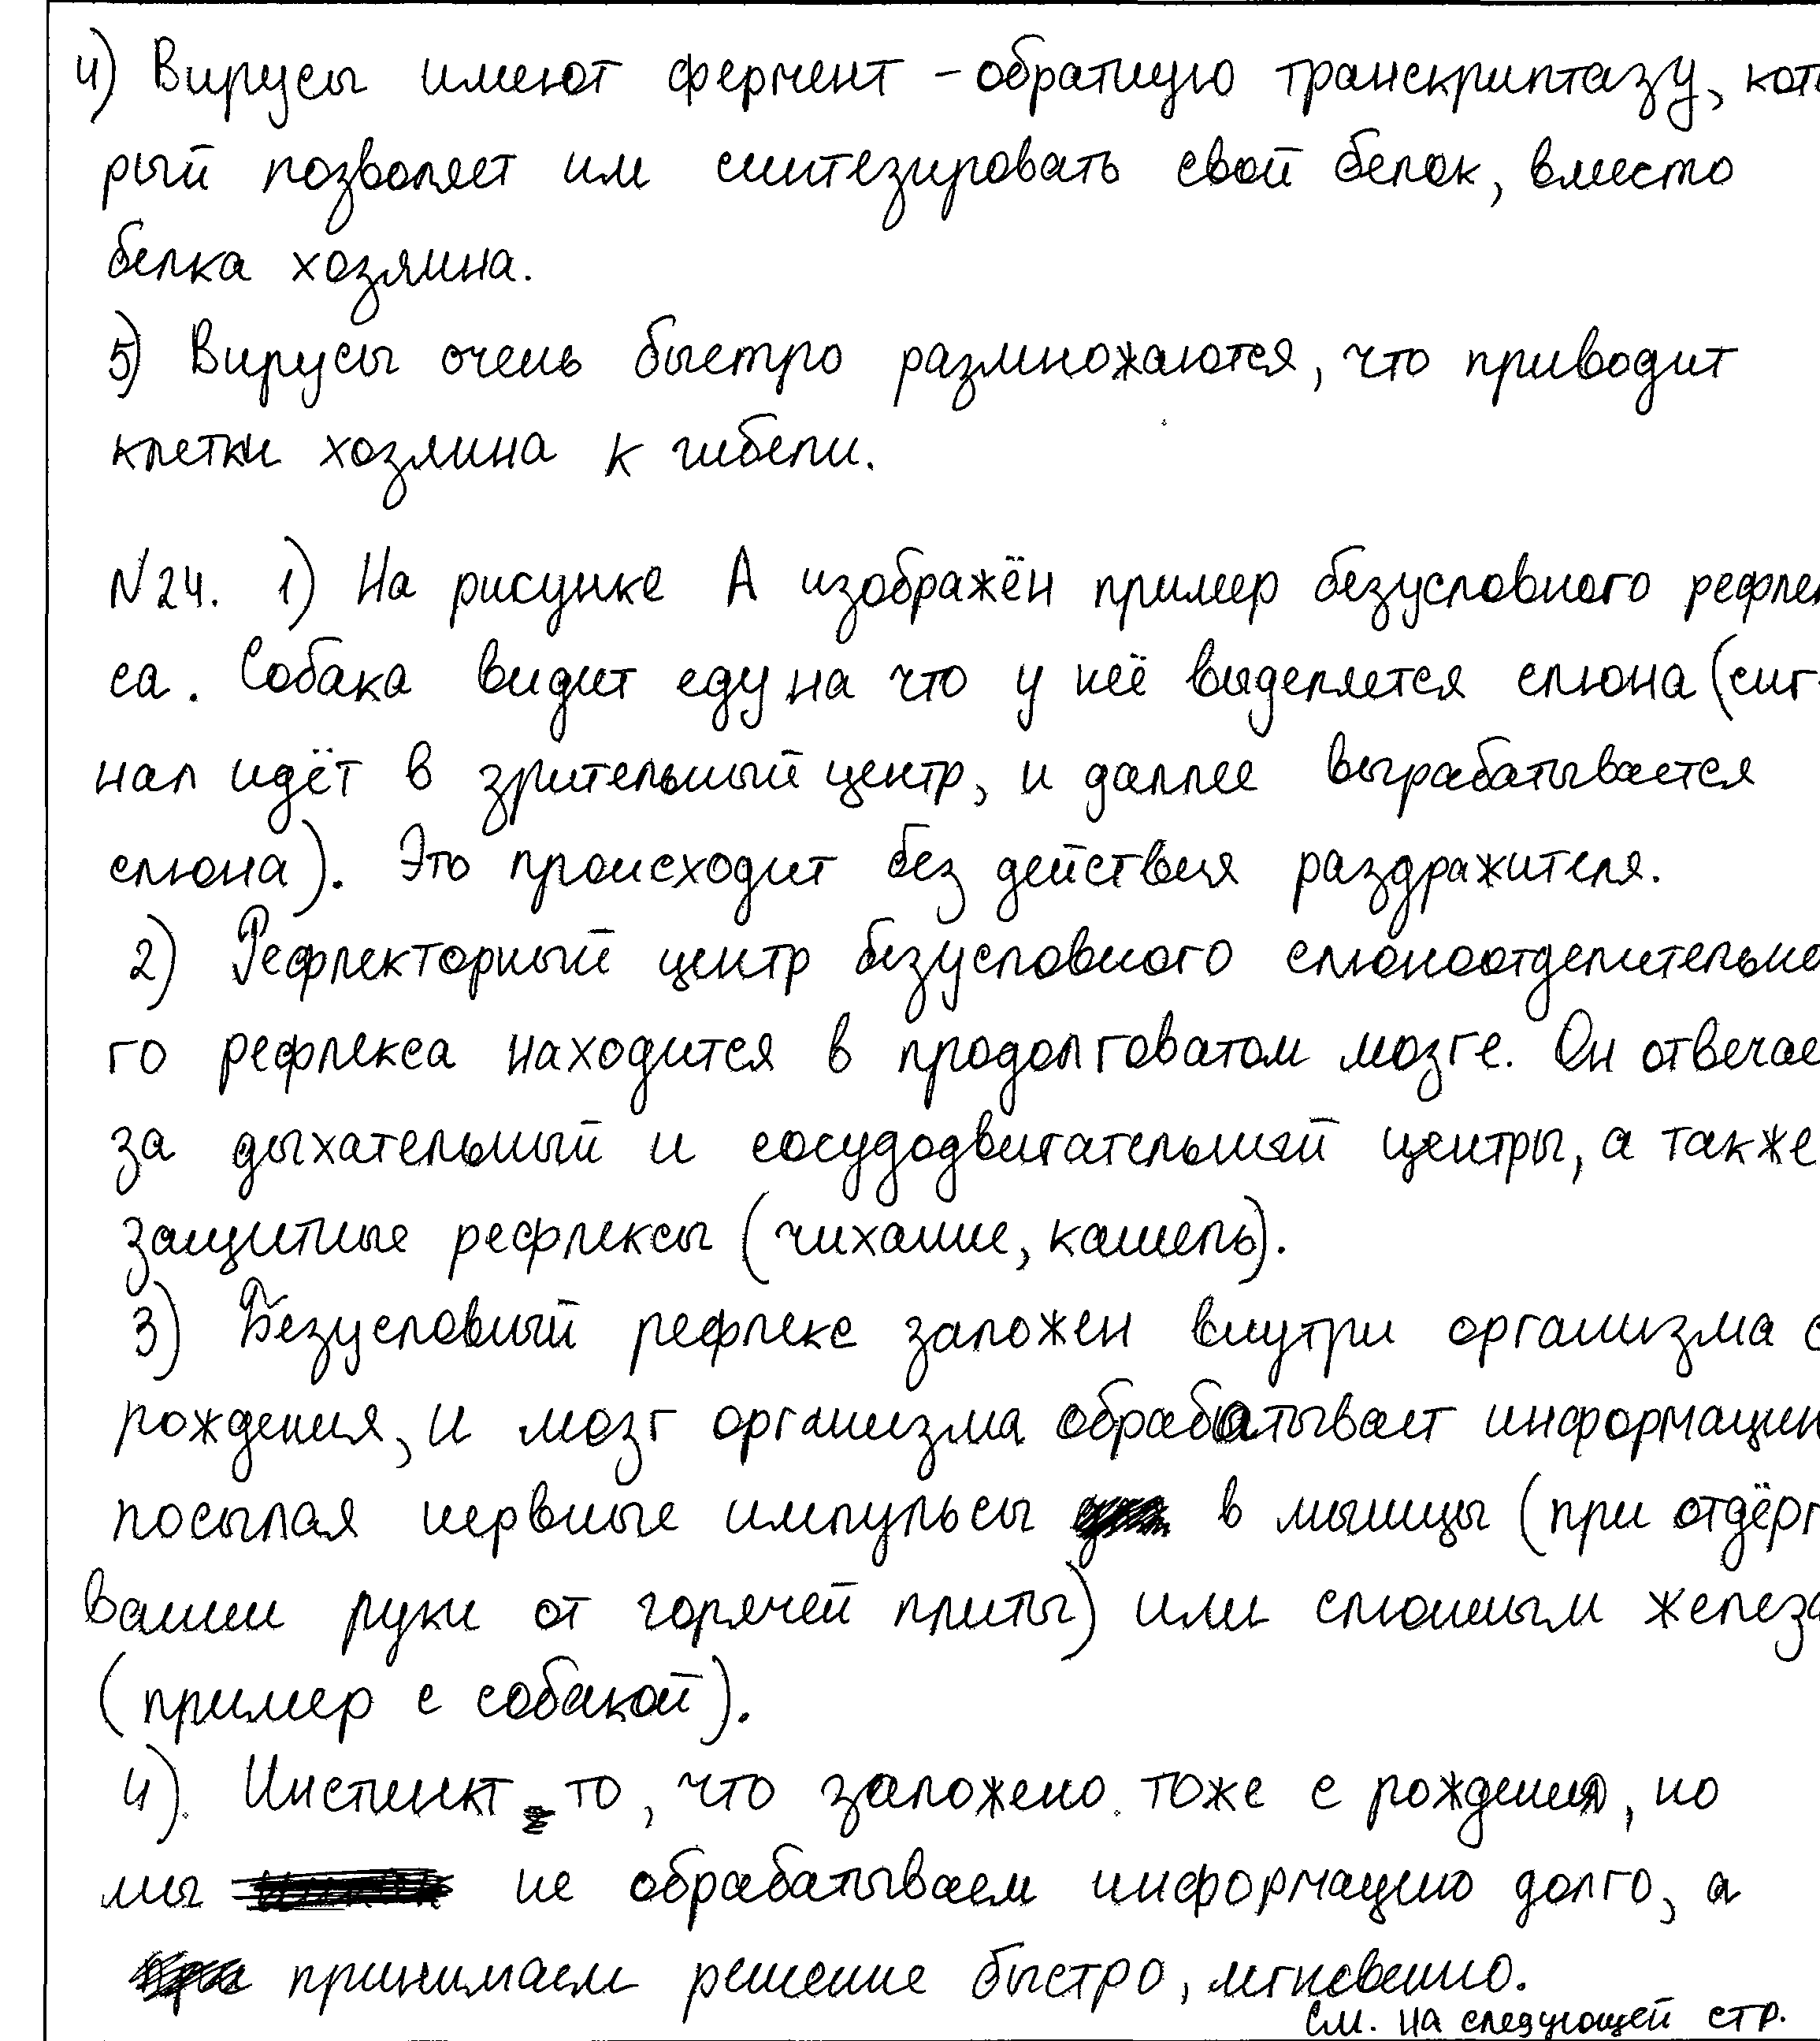 4) Вирусы имеют фермент - обратную транскриптазу, кото
рый позволяет им синтезировать свой белок, вместо
белка хозяина.
5) Вирусы очень быстро размножаются, что приводит
клетки хозяина к гибели.
N24. 1) На рисунке А изображён пример безусловного рефлек
са. Собака видит еду, на что у неё выделяется слюна (сиг-
нал идёт в зрительный центр, и даллее вырабатывается
слюна). Это происходит без действия раздражителя.
2) Рефлекторный центр безусловного слюноотделительно
го рефлекса находится в продолговатом мозге. Он отвечае
за дыхательный и сосудодвигательный центры, а также
защитные рефлексы (чихание, кашель).
3) Безусловный рефлекс заложен внутри организма с
рождения, и мозг организма обрабатывает информацию
посылая нервные импульсы в мышцы (при отдёрг
вании руки от горячей плиты) или слюнным железа
(пример с собакой).
4). Инстинкт - то, что заложено тоже с рождения, но
мы не обрабатываем информацию долго, а
принимаем решение быстро, мгновенно.
См. на следующей стр.